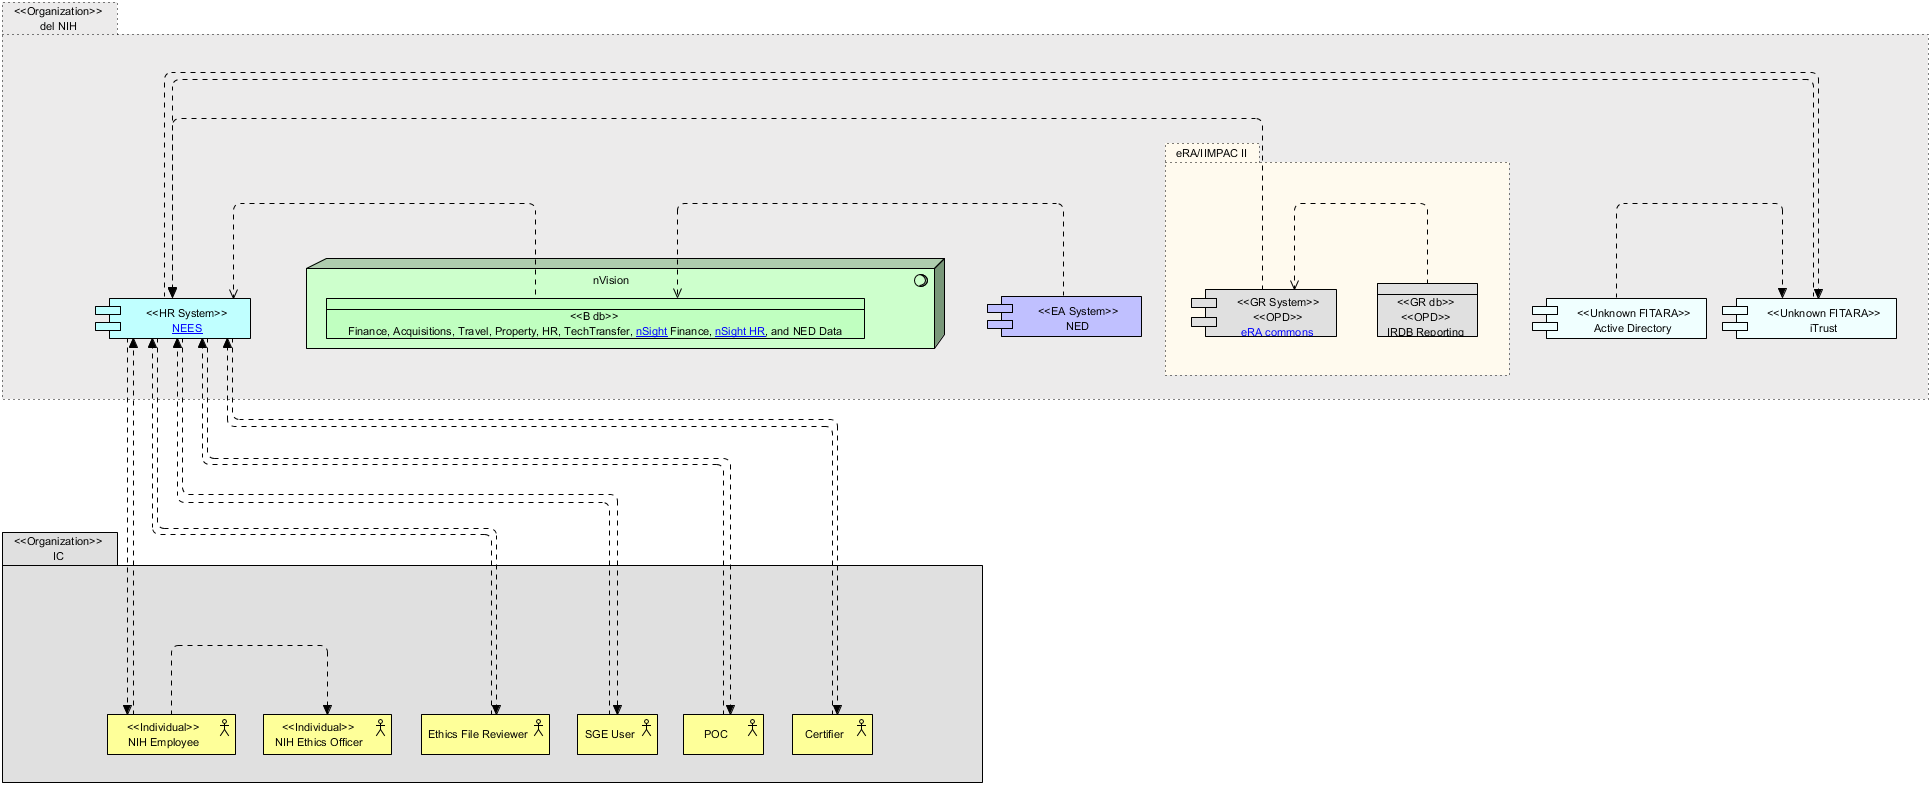 <<Organization>>
del NIH
eRA/IIMPAC II
nVision
<<HR System>>
NEES
<<B db>>
Finance, Acquisitions, Travel, Property, HR, TechTransfer, nSight Finance, nSight HR, and NED Data
<<EA System>>
NED
<<GR System>>
<<OPD>>
eRA commons
<<GR db>>
<<OPD>>
IRDB Reporting
<<Unknown FITARA>>
Active Directory
<<Unknown FITARA>>
iTrust
<<Organization>>
IC
<<Individual>>
NIH Employee
<<Individual>>
NIH Ethics Officer
Ethics File Reviewer
SGE User
POC
Certifier